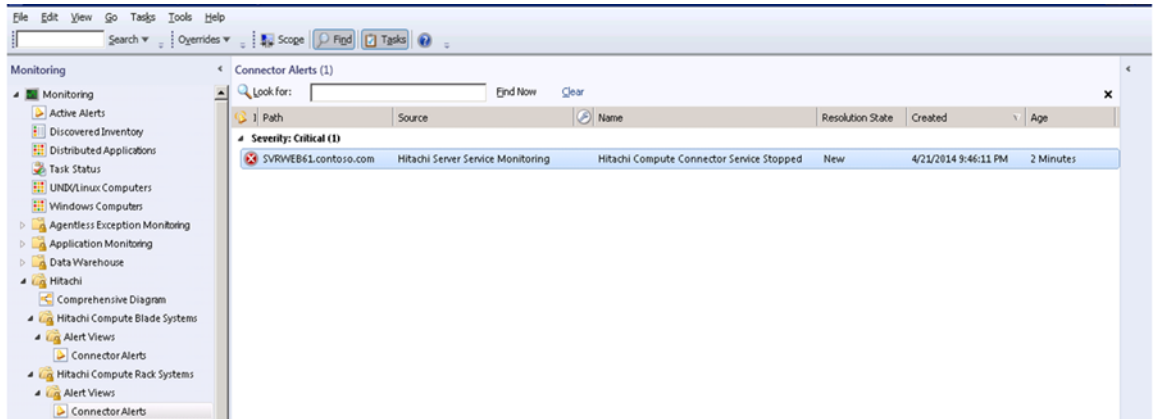 File Edit View Go Tasks Tools Help
Search Overrides Scope Find Tasks
Monitoring
Monitoring
Active Alerts
Discovered Inventory
Distributed Applications
Task Status
UNIX/Linux Computers
Windows Computers
Agentless Exception Monitoring
Application Monitoring
Data Warehouse
Hitachi
Comprehensive Diagram
Hitachi Compute Blade Systems
Alert Views
Connector Alerts
Hitachi Compute Rack Systems
Alert Views
Connector Alerts
Connector Alerts (1)
Look for: Find Now Clear
Path Source Name Resolution State Created Age
Severity: Critical (1)
SVRWEB61.contoso.com Hitachi Server Service Monitoring Hitachi Compute Connector Service Stopped New 4/21/2014 9:46:11 PM 2 Minutes